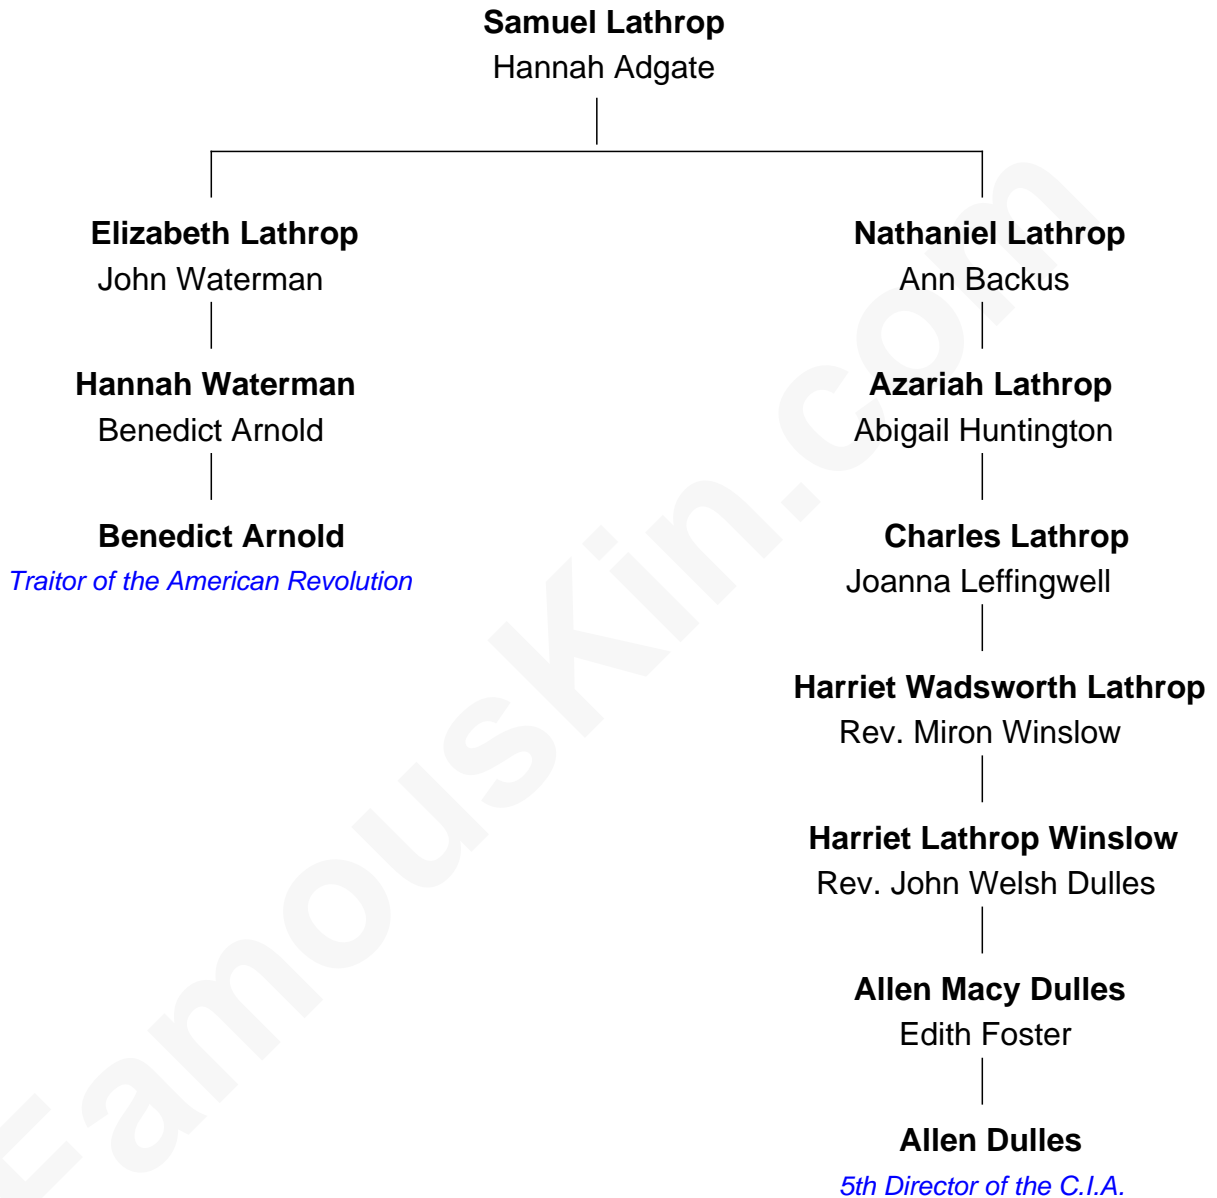 Samuel Lathrop
Hannah Adgate
Elizabeth Lathrop
John Waterman
Hannah Waterman
Benedict Arnold
Benedict Arnold
Traitor of the American Revolution
Nathaniel Lathrop
Ann Backus
Azariah Lathrop
Abigail Huntington
Charles Lathrop
Joanna Leffingwell
Harriet Wadsworth Lathrop
Rev. Miron Winslow
Harriet Lathrop Winslow
Rev. John Welsh Dulles
Allen Macy Dulles
Edith Foster
Allen Dulles
5th Director of the C.I.A.
FamousKin.com